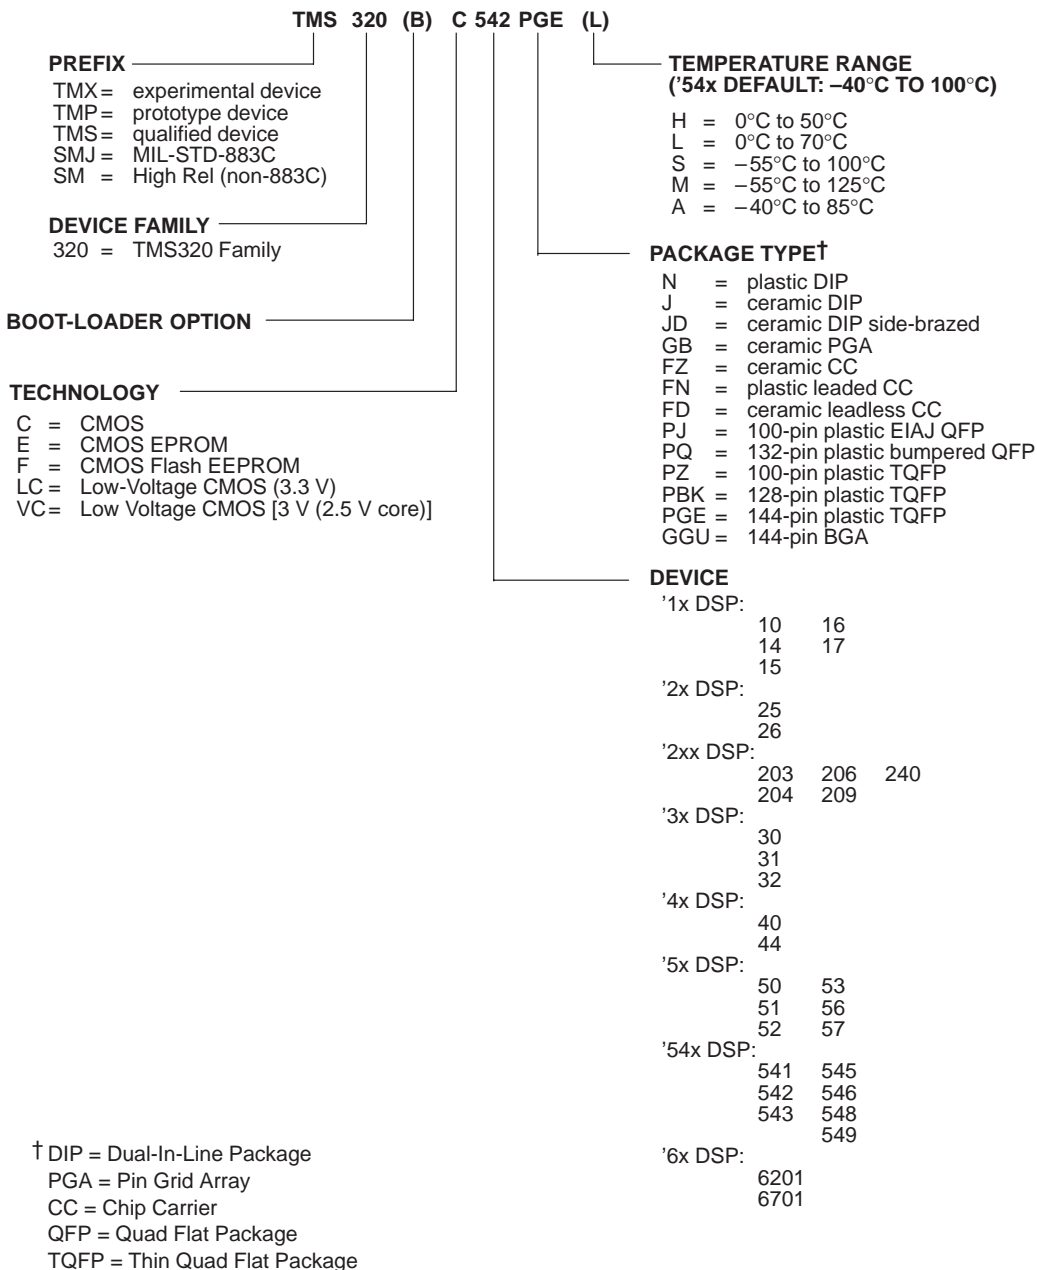 TMS 320 (B) C 542 PGE (L)
PREFIX
TMX = experimental device
TMP = prototype device
TMS = qualified device
SMJ = MIL-STD-883C
SM = High Rel (non-883C)
DEVICE FAMILY
320 = TMS320 Family
BOOT-LOADER OPTION
TECHNOLOGY
C = CMOS
E = CMOS EPROM
F = CMOS Flash EEPROM
LC = Low-Voltage CMOS (3.3 V)
VC = Low Voltage CMOS [3 V (2.5 V core)]
TEMPERATURE RANGE
('54x DEFAULT: –40°C TO 100°C)
H = 0°C to 50°C
L = 0°C to 70°C
S = –55°C to 100°C
M = –55°C to 125°C
A = –40°C to 85°C
PACKAGE TYPE†
N = plastic DIP
J = ceramic DIP
JD = ceramic DIP side-brazed
GB = ceramic PGA
FZ = ceramic CC
FN = plastic leaded CC
FD = ceramic leadless CC
PJ = 100-pin plastic EIAJ QFP
PQ = 132-pin plastic bumpered QFP
PZ = 100-pin plastic TQFP
PBK = 128-pin plastic TQFP
PGE = 144-pin plastic TQFP
GGU = 144-pin BGA
DEVICE
'1x DSP:
10 16
14 17
15
'2x DSP:
25
26
'2xx DSP:
203 206 240
204 209
'3x DSP:
30
31
32
'4x DSP:
40
44
'5x DSP:
50 53
51 56
52 57
'54x DSP:
541 545
542 546
543 548
549
'6x DSP:
6201
6701
† DIP = Dual-In-Line Package
PGA = Pin Grid Array
CC = Chip Carrier
QFP = Quad Flat Package
TQFP = Thin Quad Flat Package